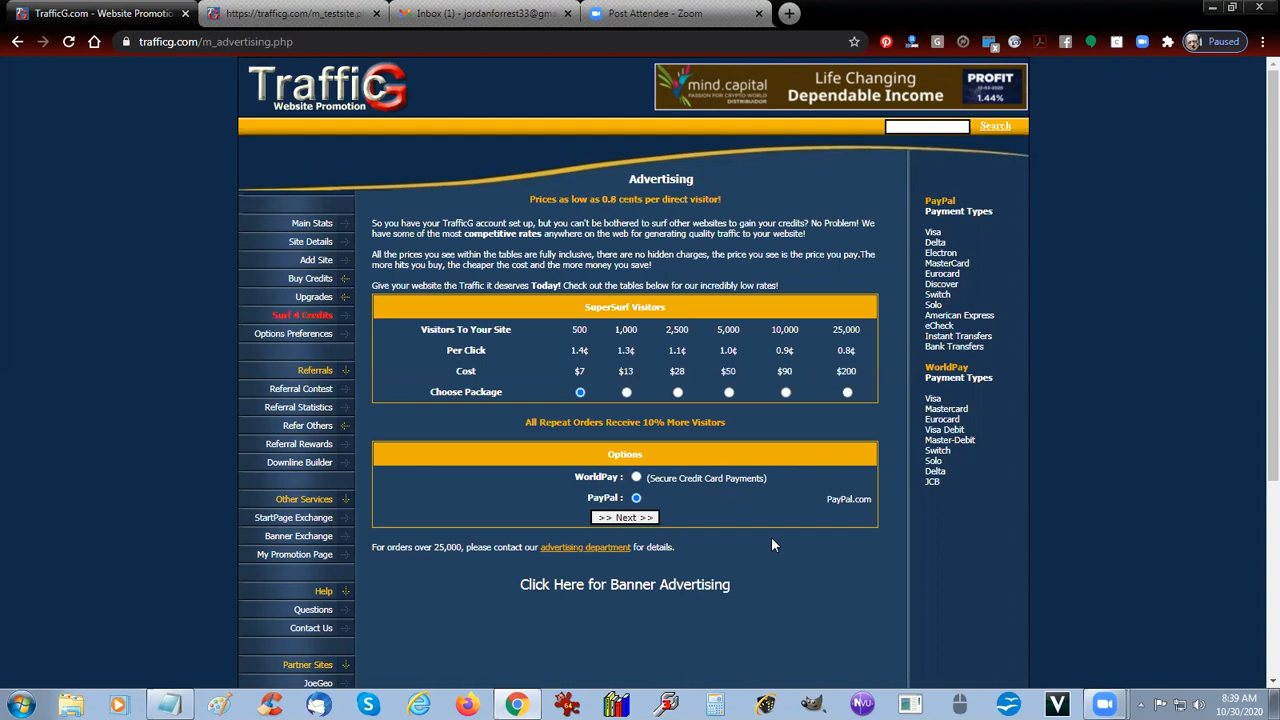 TrafficG.com - Website Promotio
https://trafficg.com/m_testsite.p
Inbox (1) - jordanforrest33@gm
Post Attendee - Zoom
trafficg.com/m_advertising.php
Paused
TrafficG
Website Promotion
mind.capital
PASSION FOR CRYPTO WORLD
DISTRIBUIDOR
Life Changing
Dependable Income
PROFIT
12-03-2020
1.44%
Search
Advertising
Prices as low as 0.8 cents per direct visitor!
So you have your TrafficG account set up, but you can't be bothered to surf other websites to gain your credits? No Problem! We
have some of the most competitive rates anywhere on the web for generating quality traffic to your website!
All the prices you see within the tables are fully inclusive, there are no hidden charges, the price you see is the price you pay.The
more hits you buy, the cheaper the cost and the more money you save!
Give your website the Traffic it deserves Today! Check out the tables below for our incredibly low rates!
SuperSurf Visitors
Visitors To Your Site 500 1,000 2,500 5,000 10,000 25,000
Per Click 1.4¢ 1.3¢ 1.1¢ 1.0¢ 0.9¢ 0.8¢
Cost $7 $13 $28 $50 $90 $200
Choose Package
All Repeat Orders Receive 10% More Visitors
Options
WorldPay : (Secure Credit Card Payments)
PayPal : PayPal.com
>> Next >>
For orders over 25,000, please contact our advertising department for details.
Click Here for Banner Advertising
Main Stats
Site Details
Add Site
Buy Credits
Upgrades
Surf 4 Credits
Options Preferences
Referrals
Referral Contest
Referral Statistics
Refer Others
Referral Rewards
Downline Builder
Other Services
StartPage Exchange
Banner Exchange
My Promotion Page
Help
Questions
Contact Us
Partner Sites
JoeGeo
PayPal
Payment Types
Visa
Delta
Electron
MasterCard
Eurocard
Discover
Switch
Solo
American Express
eCheck
Instant Transfers
Bank Transfers
WorldPay
Payment Types
Visa
Mastercard
Eurocard
Visa Debit
Master-Debit
Switch
Solo
Delta
JCB
64
NVU
V
8:39 AM
10/30/2020